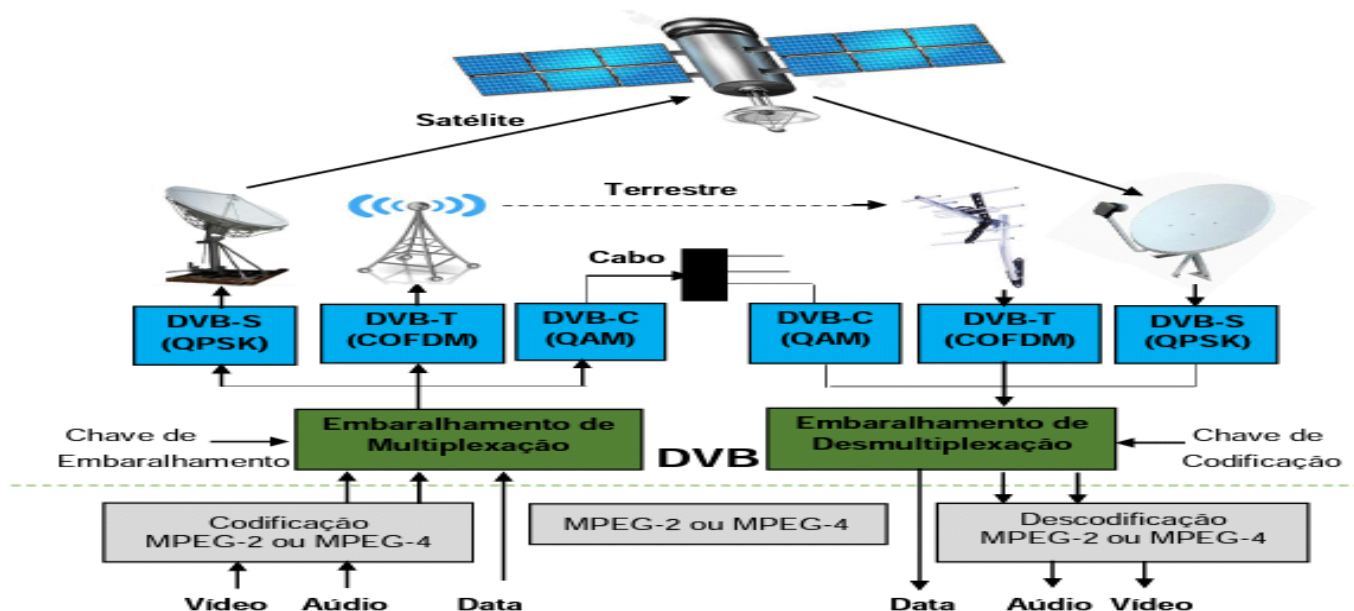 Satélite
Terrestre
Cabo
DVB-S
(QPSK)
DVB-T
(COFDM)
DVB-C
(QAM)
DVB-C
(QAM)
DVB-T
(COFDM)
DVB-S
(QPSK)
Chave de
Embaralhamento
Embaralhamento de
Multiplexação
DVB
Embaralhamento de
Desmultiplexação
Chave de
Codificação
Codificação
MPEG-2 ou MPEG-4
MPEG-2 ou MPEG-4
Descodificação
MPEG-2 ou MPEG-4
Vídeo
Aúdio
Data
Data
Aúdio
Vídeo